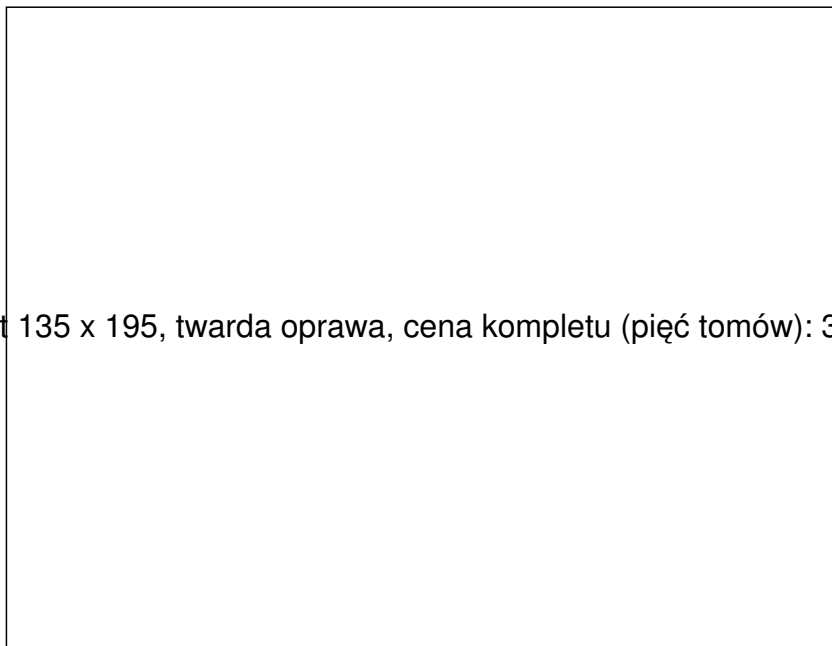 135 x 195, twarda oprawa, cena kompletu (pięć tomów):